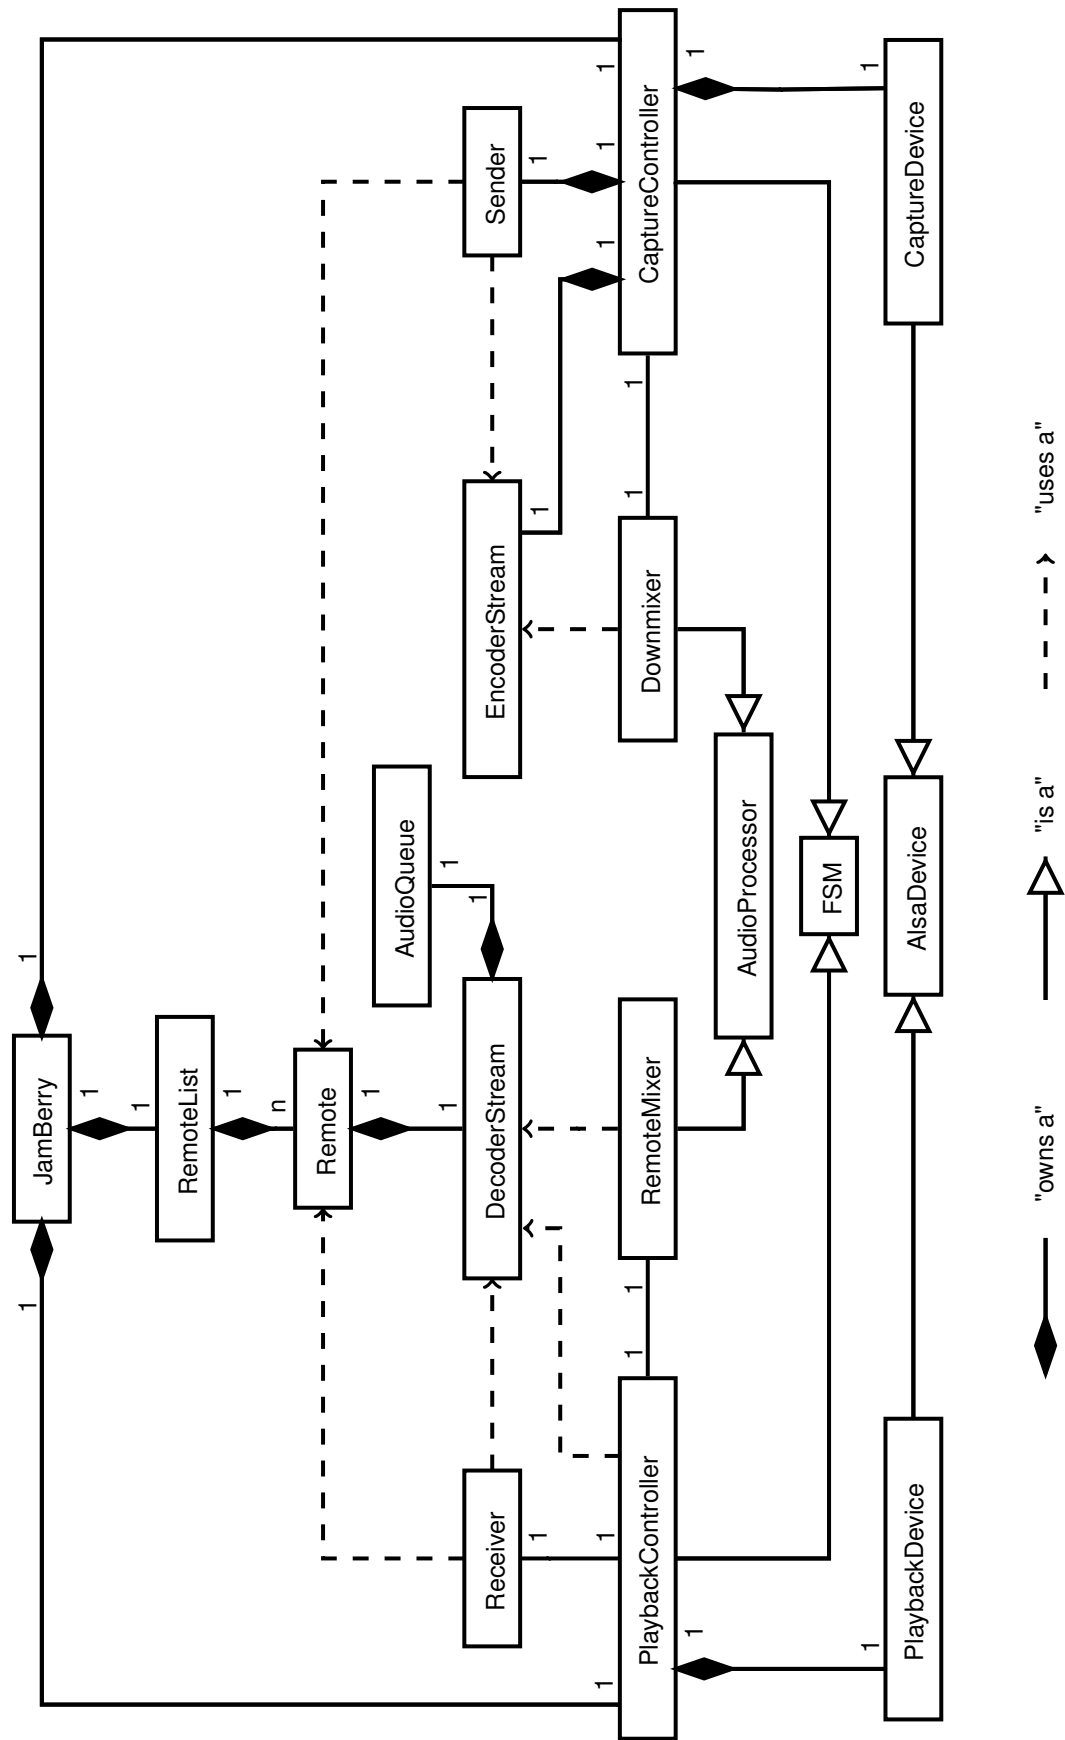 1
1
JamBerry
1
1
RemoteList
1
n
Remote
1
AudioQueue
1
1
1
Receiver
DecoderStream
EncoderStream
Sender
1
1
1
1
1
1
1
1
1
1
1
1
PlaybackController
RemoteMixer
Downmixer
CaptureController
1
1
AudioProcessor
FSM
1
1
PlaybackDevice
AlsaDevice
CaptureDevice
"owns a"
"is a"
"uses a"